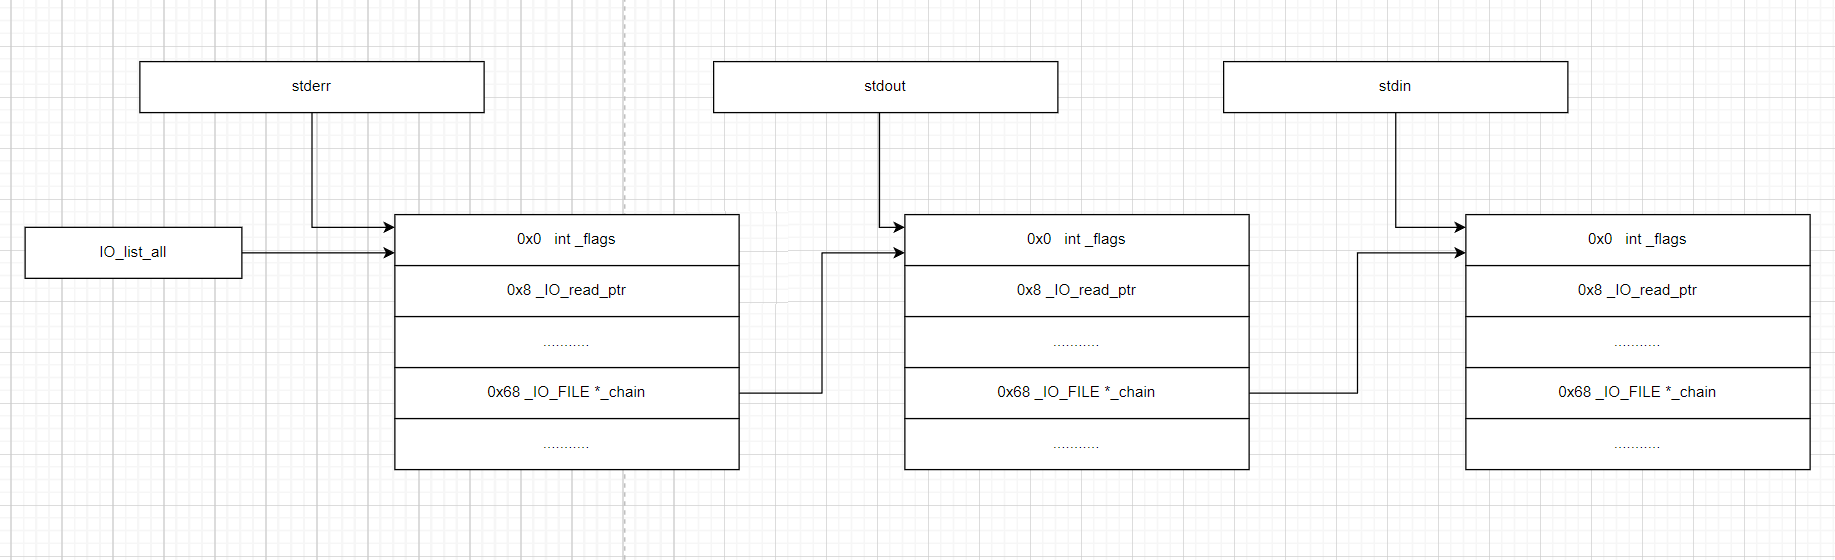 stderr
stdout
stdin
IO_list_all
0x0 int _flags
0x8 _IO_read_ptr
...........
0x68 _IO_FILE *_chain
...........
0x0 int _flags
0x8 _IO_read_ptr
...........
0x68 _IO_FILE *_chain
...........
0x0 int _flags
0x8 _IO_read_ptr
...........
0x68 _IO_FILE *_chain
...........